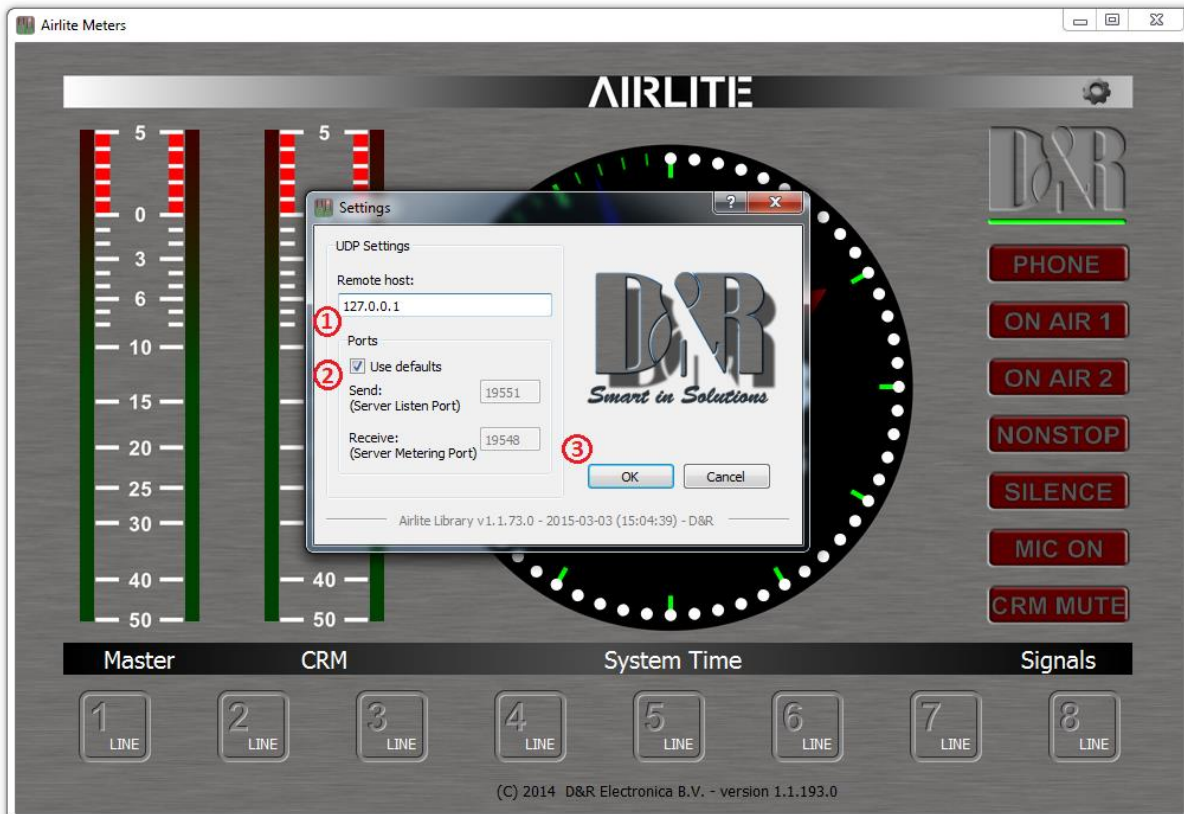 Airlite Meters
AIRLITE
5
0
3
6
10
15
20
25
30
40
50
5
40
50
D&R
PHONE
ON AIR 1
ON AIR 2
NONSTOP
SILENCE
MIC ON
CRM MUTE
Settings
?
UDP Settings
Remote host:
127.0.0.1
1
Ports
2
Use defaults
Send:
(Server Listen Port)
19551
Receive:
(Server Metering Port)
19548
D&R
Smart in Solutions
3
OK
Cancel
Airlite Library v1.1.73.0 - 2015-03-03 (15:04:39) - D&R
Master
CRM
System Time
Signals
1 LINE
2 LINE
3 LINE
4 LINE
5 LINE
6 LINE
7 LINE
8 LINE
(C) 2014 D&R Electronica B.V. - version 1.1.193.0